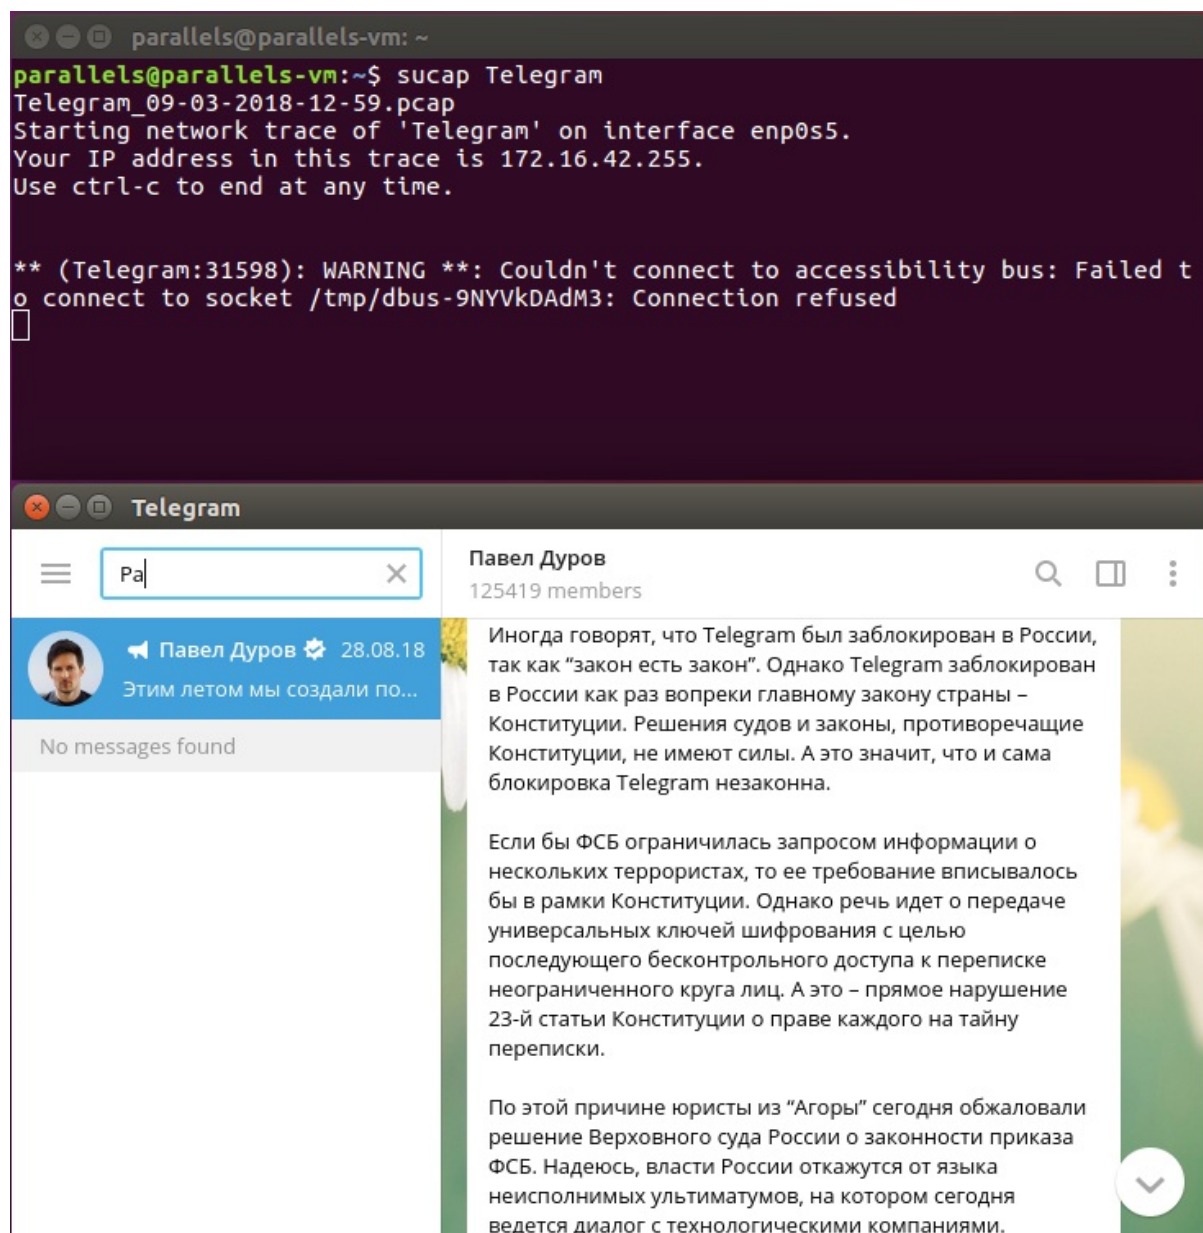 parallels@parallels-vm: ~
parallels@parallels-vm:~$ sucap Telegram
Telegram_09-03-2018-12-59.pcap
Starting network trace of 'Telegram' on interface enp0s5.
Your IP address in this trace is 172.16.42.255.
Use ctrl-c to end at any time.
** (Telegram:31598): WARNING **: Couldn't connect to accessibility bus: Failed t
o connect to socket /tmp/dbus-9NYVkDAdM3: Connection refused
Telegram
Pa
Павел Дуров 28.08.18
Этим летом мы создали по...
No messages found
Павел Дуров
125419 members
Иногда говорят, что Telegram был заблокирован в России,
так как “закон есть закон”. Однако Telegram заблокирован
в России как раз вопреки главному закону страны –
Конституции. Решения судов и законы, противоречащие
Конституции, не имеют силы. А это значит, что и сама
блокировка Telegram незаконна.
Если бы ФСБ ограничилась запросом информации о
нескольких террористах, то ее требование вписывалось
бы в рамки Конституции. Однако речь идет о передаче
универсальных ключей шифрования с целью
последующего бесконтрольного доступа к переписке
неограниченного круга лиц. А это – прямое нарушение
23-й статьи Конституции о праве каждого на тайну
переписки.
По этой причине юристы из “Агоры” сегодня обжаловали
решение Верховного суда России о законности приказа
ФСБ. Надеюсь, власти России откажутся от языка
неисполнимых ультиматумов, на котором сегодня
ведется диалог с технологическими компаниями.